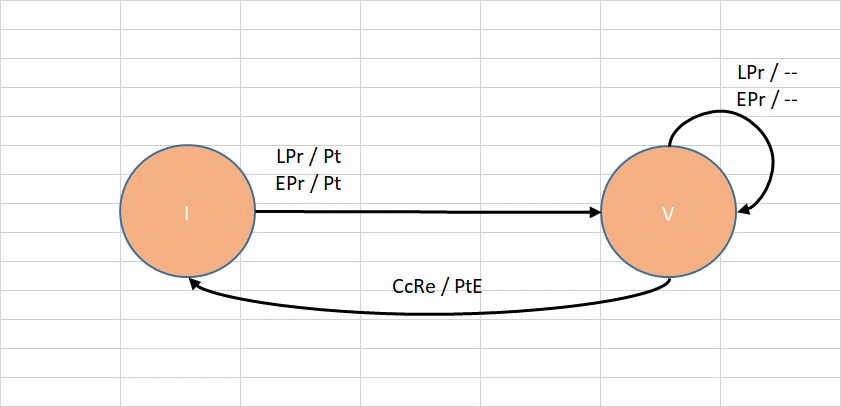 LPr / --
EPr / --
LPr / Pt
EPr / Pt
I
V
CcRe / PtE